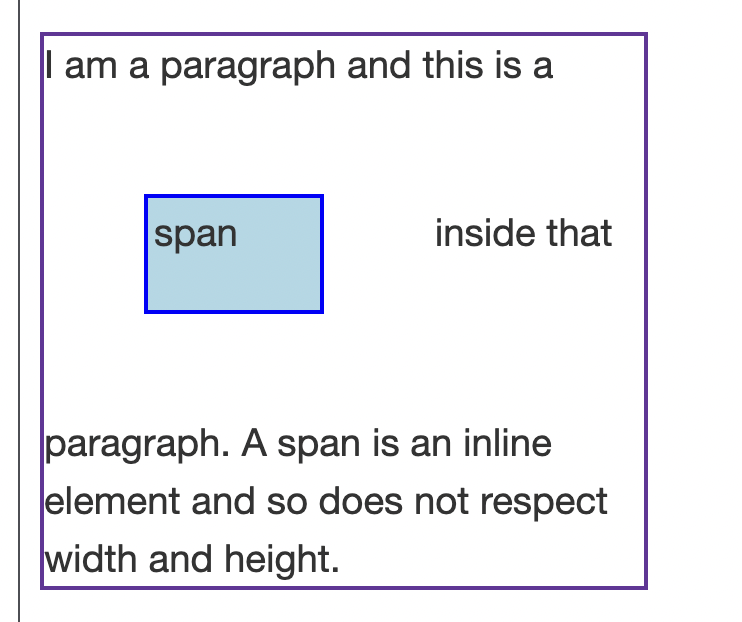 I am a paragraph and this is a
span inside that
paragraph. A span is an inline
element and so does not respect
width and height.